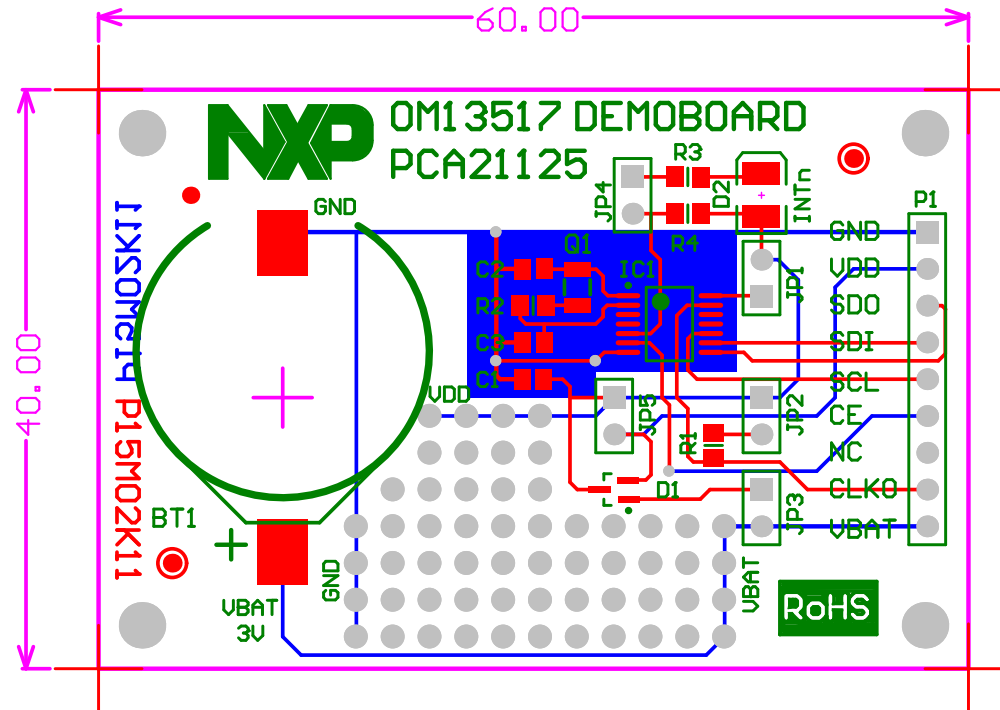 60.00
40.00
NXP
OM13517 DEMOBOARD
PCA21125
P15M02K11
P15M02K11
GND
R3
JP4
D2
INTn
R4
P1
Q1
IC1
C2
R2
C3
C1
VDD
JP5
JP1
JP2
R1
D1
JP3
GND
VDD
SDO
SDI
SCL
CE
NC
CLKO
VBAT
BT1
+
VBAT
3V
GND
VBAT
RoHS